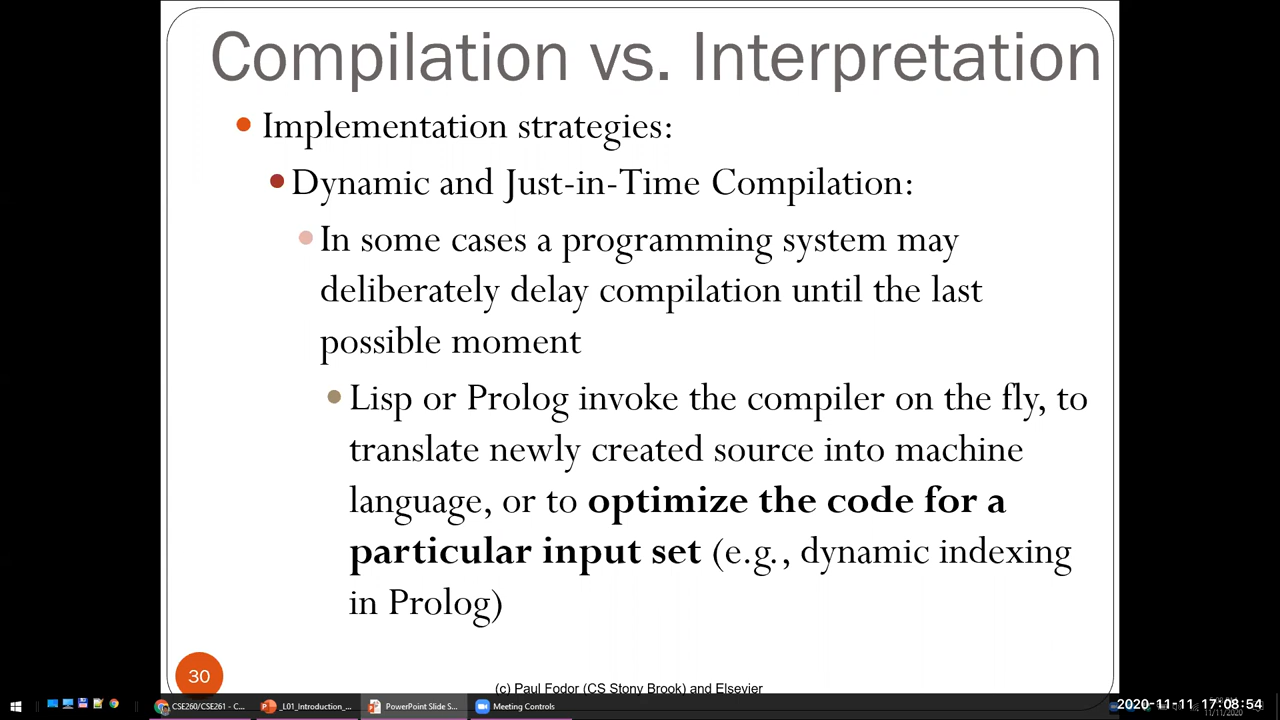 Compilation vs. Interpretation
Implementation strategies:
Dynamic and Just-in-Time Compilation:
In some cases a programming system may
deliberately delay compilation until the last
possible moment
Lisp or Prolog invoke the compiler on the fly, to
translate newly created source into machine
language, or to optimize the code for a
particular input set (e.g., dynamic indexing
in Prolog)
30
(c) Paul Fodor (CS Stony Brook) and Elsevier
CSE260/CSE261 - C...
_L01_Introduction_...
PowerPoint Slide S...
Meeting Controls
2020-11-11 17:08:54